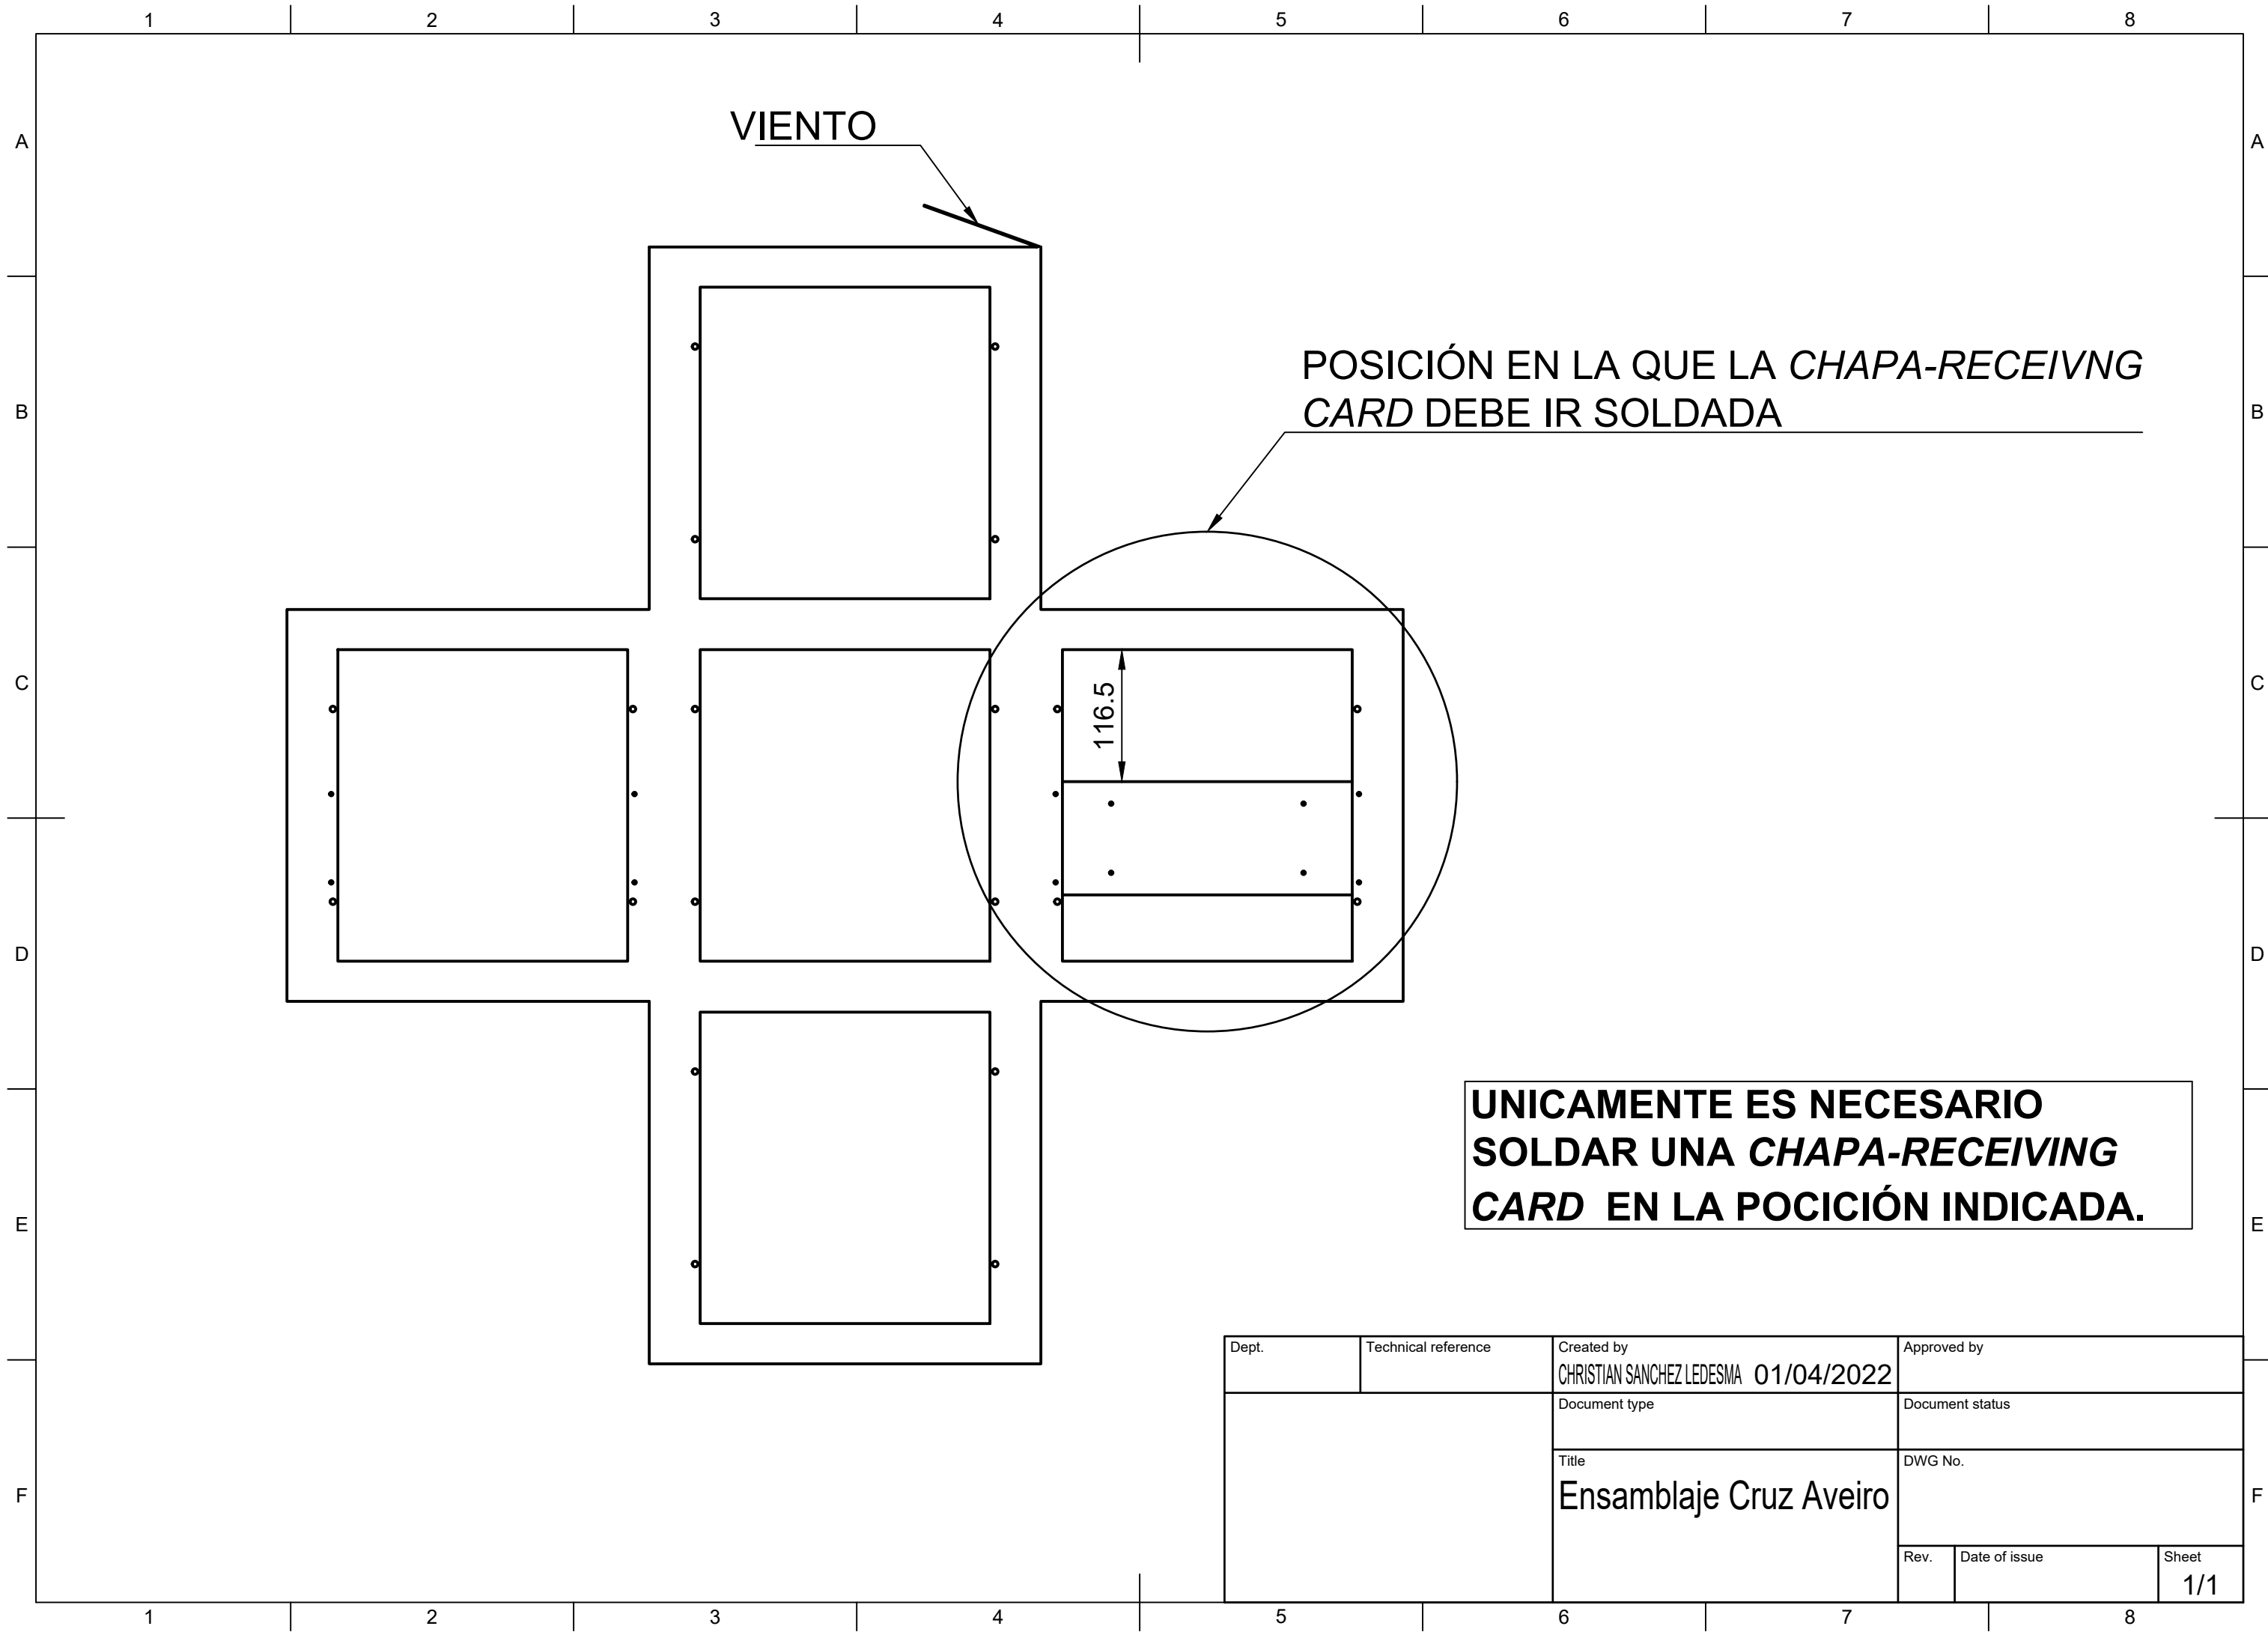 1 2 3 4 5 6 7 8
A A
VIENTO
B B
POSICIÓN EN LA QUE LA CHAPA-RECEIVNG
CARD DEBE IR SOLDADA
C C
116.5
D D
UNICAMENTE ES NECESARIO
SOLDAR UNA CHAPA-RECEIVING
CARD EN LA POCICIÓN INDICADA.
E E
Dept. Technical reference Created by Approved by
CHRISTIAN SANCHEZ LEDESMA 01/04/2022
Document type Document status
Title DWG No.
Ensamblaje Cruz Aveiro
F F
Rev. Date of issue Sheet
1/1
1 2 3 4 5 6 7 8